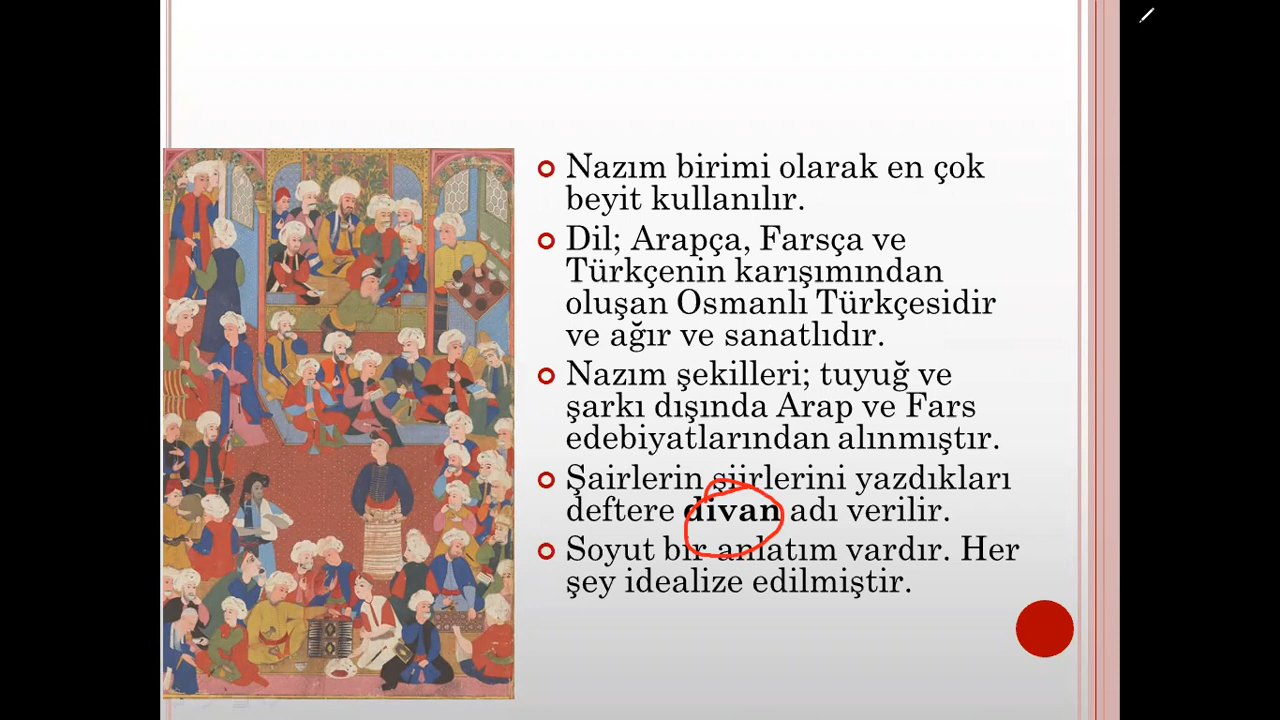 Nazım birimi olarak en çok
beyit kullanılır.
Dil; Arapça, Farsça ve
Türkçenin karışımından
oluşan Osmanlı Türkçesidir
ve ağır ve sanatlıdır.
Nazım şekilleri; tuyuğ ve
şarkı dışında Arap ve Fars
edebiyatlarından alınmıştır.
Şairlerin şiirlerini yazdıkları
deftere divan adı verilir.
Soyut bir anlatım vardır. Her
şey idealize edilmiştir.